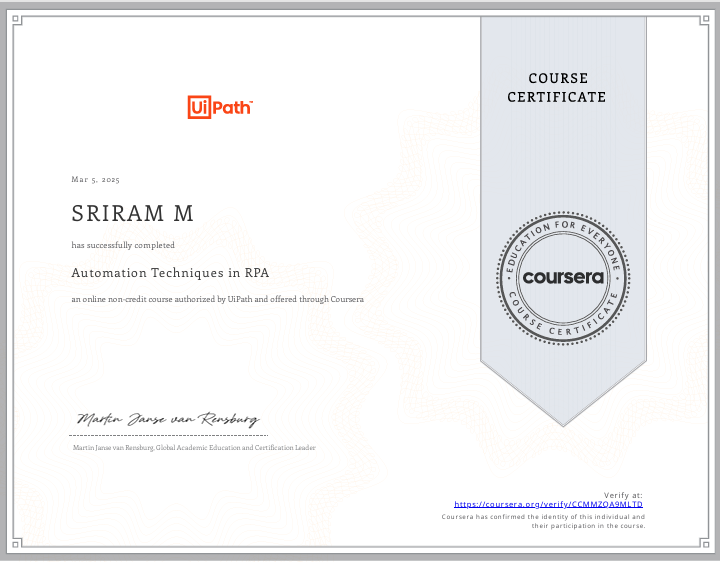 COURSE
CERTIFICATE
UiPath™
Mar 5, 2025
SRIRAM M
has successfully completed
Automation Techniques in RPA
an online non-credit course authorized by UiPath and offered through Coursera
EDUCATION FOR EVERYONE
coursera
COURSE CERTIFICATE
Martin Janse van Rensburg
Martin Janse van Rensburg, Global Academic Education and Certification Leader
Verify at:
https://coursera.org/verify/CCMMZQA9MLTD
Coursera has confirmed the identity of this individual and
their participation in the course.